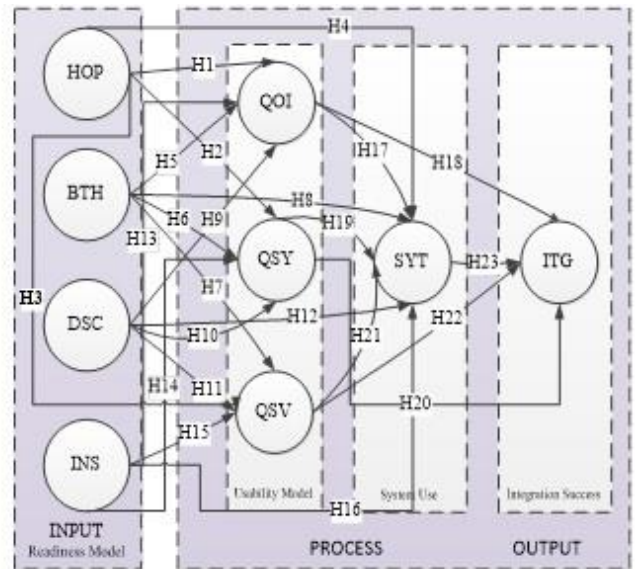 H4
HOP
H1
QOI
H2
H5
H17
H18
BTH
H8
H6
H9
H19
H13
QSY
SYT
H23
ITG
H7
H3
DSC
H12
H21
H22
H10
H14
H11
QSV
H20
H15
INS
Usability Model
System Use
Integration Success
H16
INPUT
Readiness Model
PROCESS
OUTPUT